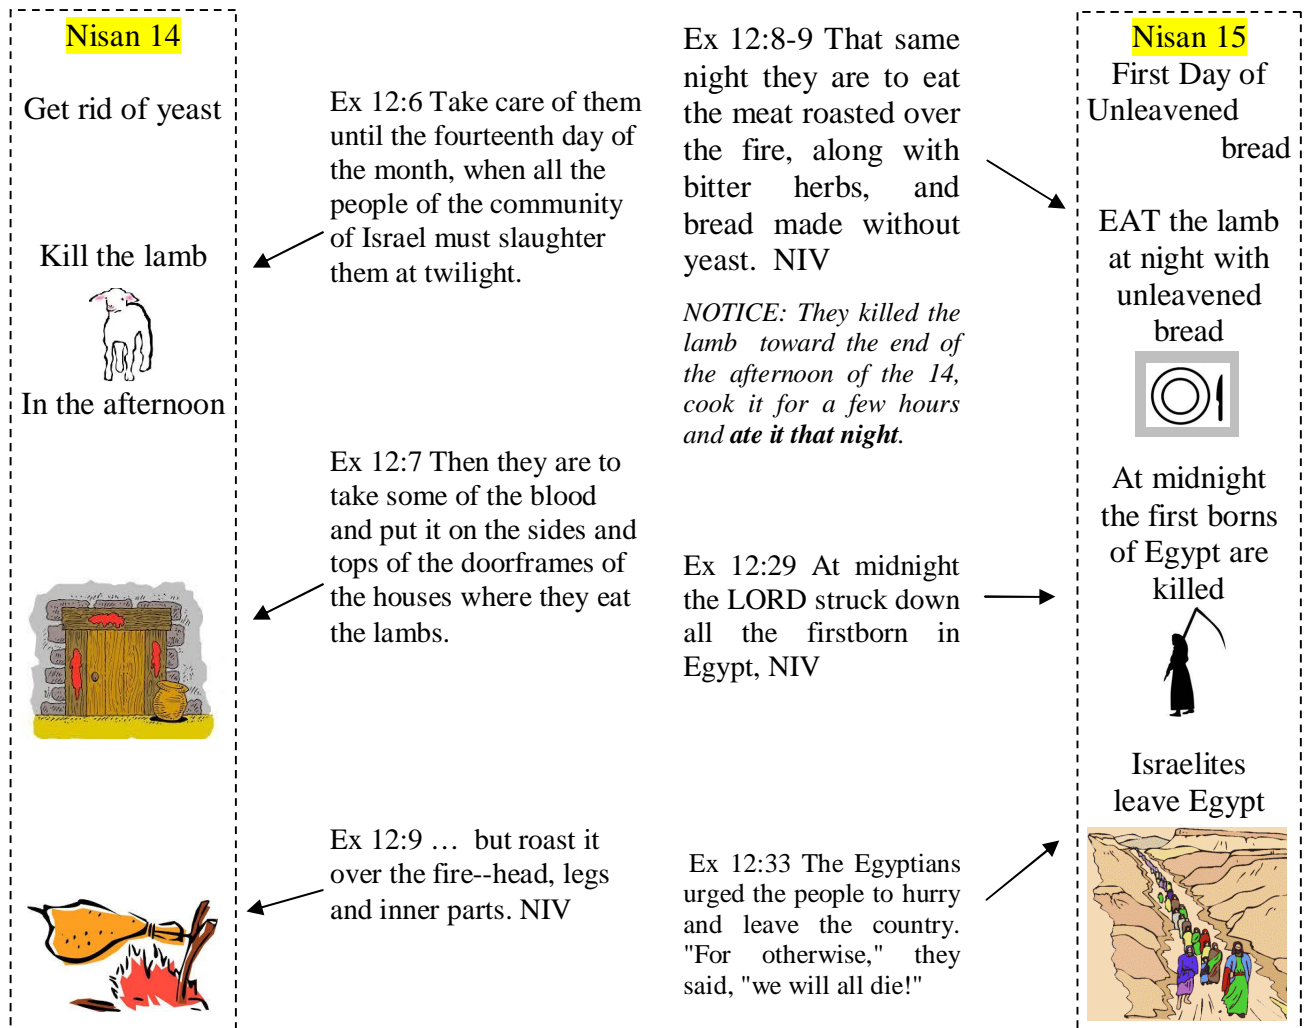 Nisan 14
Get rid of yeast
Kill the lamb
In the afternoon
Ex 12:6 Take care of them
until the fourteenth day of
the month, when all the
people of the community
of Israel must slaughter
them at twilight.
Ex 12:7 Then they are to
take some of the blood
and put it on the sides and
tops of the doorframes of
the houses where they eat
the lambs.
Ex 12:9 … but roast it
over the fire--head, legs
and inner parts. NIV
Ex 12:8-9 That same
night they are to eat
the meat roasted over
the fire, along with
bitter herbs, and
bread made without
yeast. NIV
NOTICE: They killed the
lamb toward the end of
the afternoon of the 14,
cook it for a few hours
and ate it that night.
Ex 12:29 At midnight
the LORD struck down
all the firstborn in
Egypt, NIV
Ex 12:33 The Egyptians
urged the people to hurry
and leave the country.
"For otherwise," they
said, "we will all die!"
Nisan 15
First Day of
Unleavened
bread
EAT the lamb
at night with
unleavened
bread
At midnight
the first borns
of Egypt are
killed
Israelites
leave Egypt